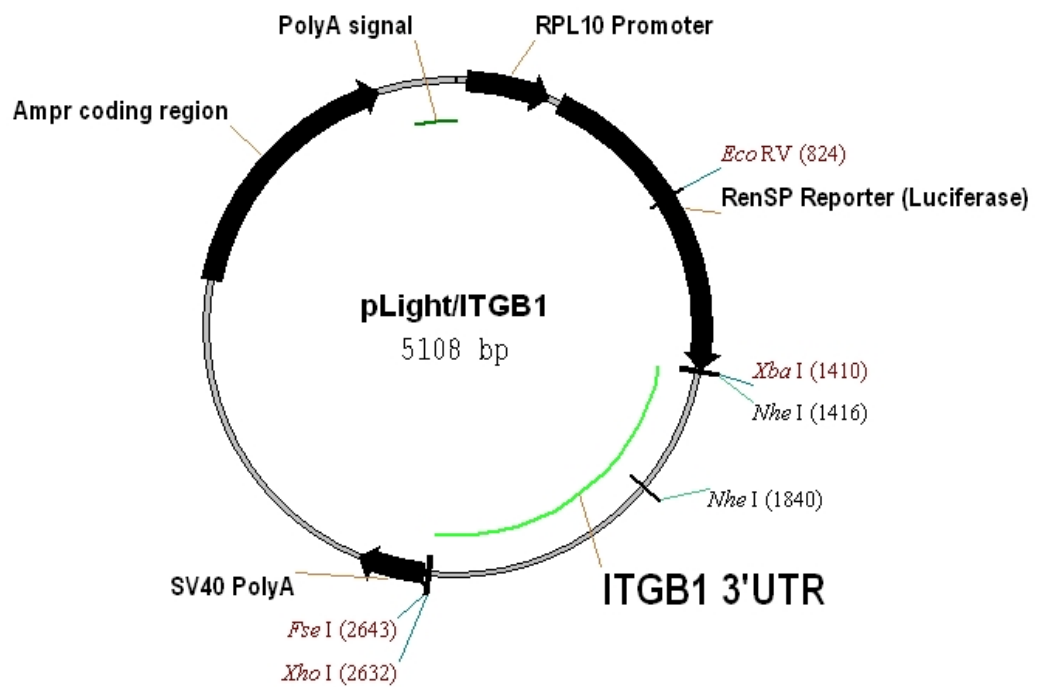 PolyA signal
RPL10 Promoter
Ampr coding region
EcoRV (824)
RenSP Reporter (Luciferase)
pLight/ITGB1
5108 bp
XbaI (1410)
NheI (1416)
NheI (1840)
SV40 PolyA
ITGB1 3'UTR
FseI (2643)
XhoI (2632)